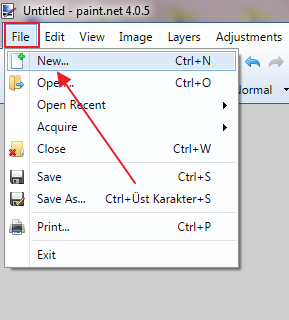 Untitled - paint.net 4.0.5
File Edit View Image Layers Adjustments
New... Ctrl+N
Open... Ctrl+O
Normal
Open Recent
Acquire
Close Ctrl+W
Save Ctrl+S
Save As... Ctrl+Üst Karakter+S
Print... Ctrl+P
Exit